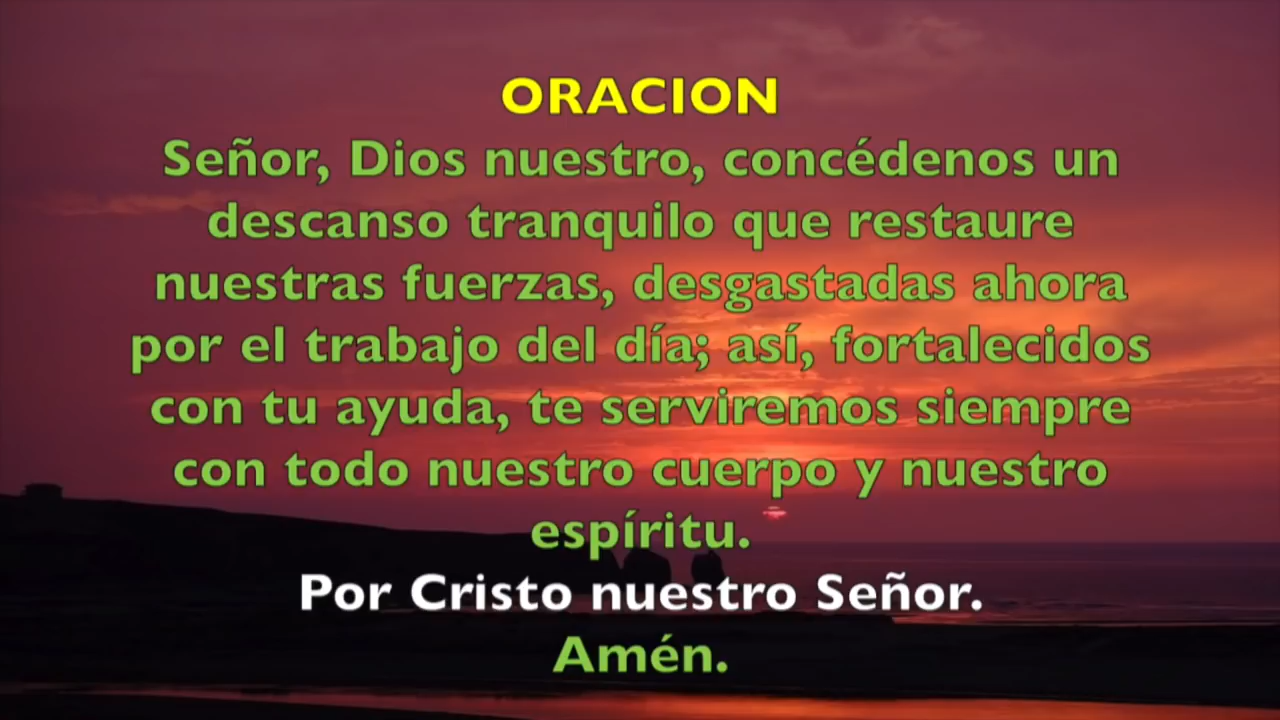 ORACION
Señor, Dios nuestro, concédenos un
descanso tranquilo que restaure
nuestras fuerzas, desgastadas ahora
por el trabajo del día; así, fortalecidos
con tu ayuda, te serviremos siempre
con todo nuestro cuerpo y nuestro
espíritu.
Por Cristo nuestro Señor.
Amén.